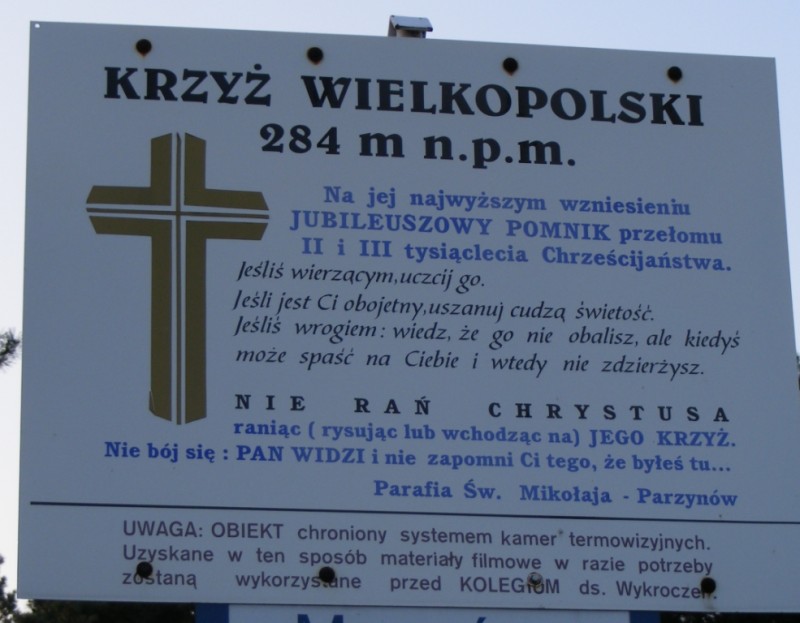 KRZYŻ WIELKOPOLSKI
284 m n.p.m.
Na jej najwyższym wzniesieniu
JUBILEUSZOWY POMNIK przełomu
II i III tysiąclecia Chrześcijaństwa.
Jeśliś wierzącym,uczcij go.
Jeśli jest Ci obojetny,uszanuj cudzą świetość.
Jeśliś wrogiem: wiedz, że go nie obalisz, ale kiedyś
może spaść na Ciebie i wtedy nie zdzierżysz.
NIE RAŃ CHRYSTUSA
raniąc ( rysując lub wchodząc na) JEGO KRZYŻ.
Nie bój się : PAN WIDZI i nie zapomni Ci tego, że byłeś tu...
Parafia Św. Mikołaja - Parzynów
UWAGA: OBIEKT chroniony systemem kamer termowizyjnych.
Uzyskane w ten sposób materiały filmowe w razie potrzeby
zostaną wykorzystane przed KOLEGIUM ds. Wykroczeń.